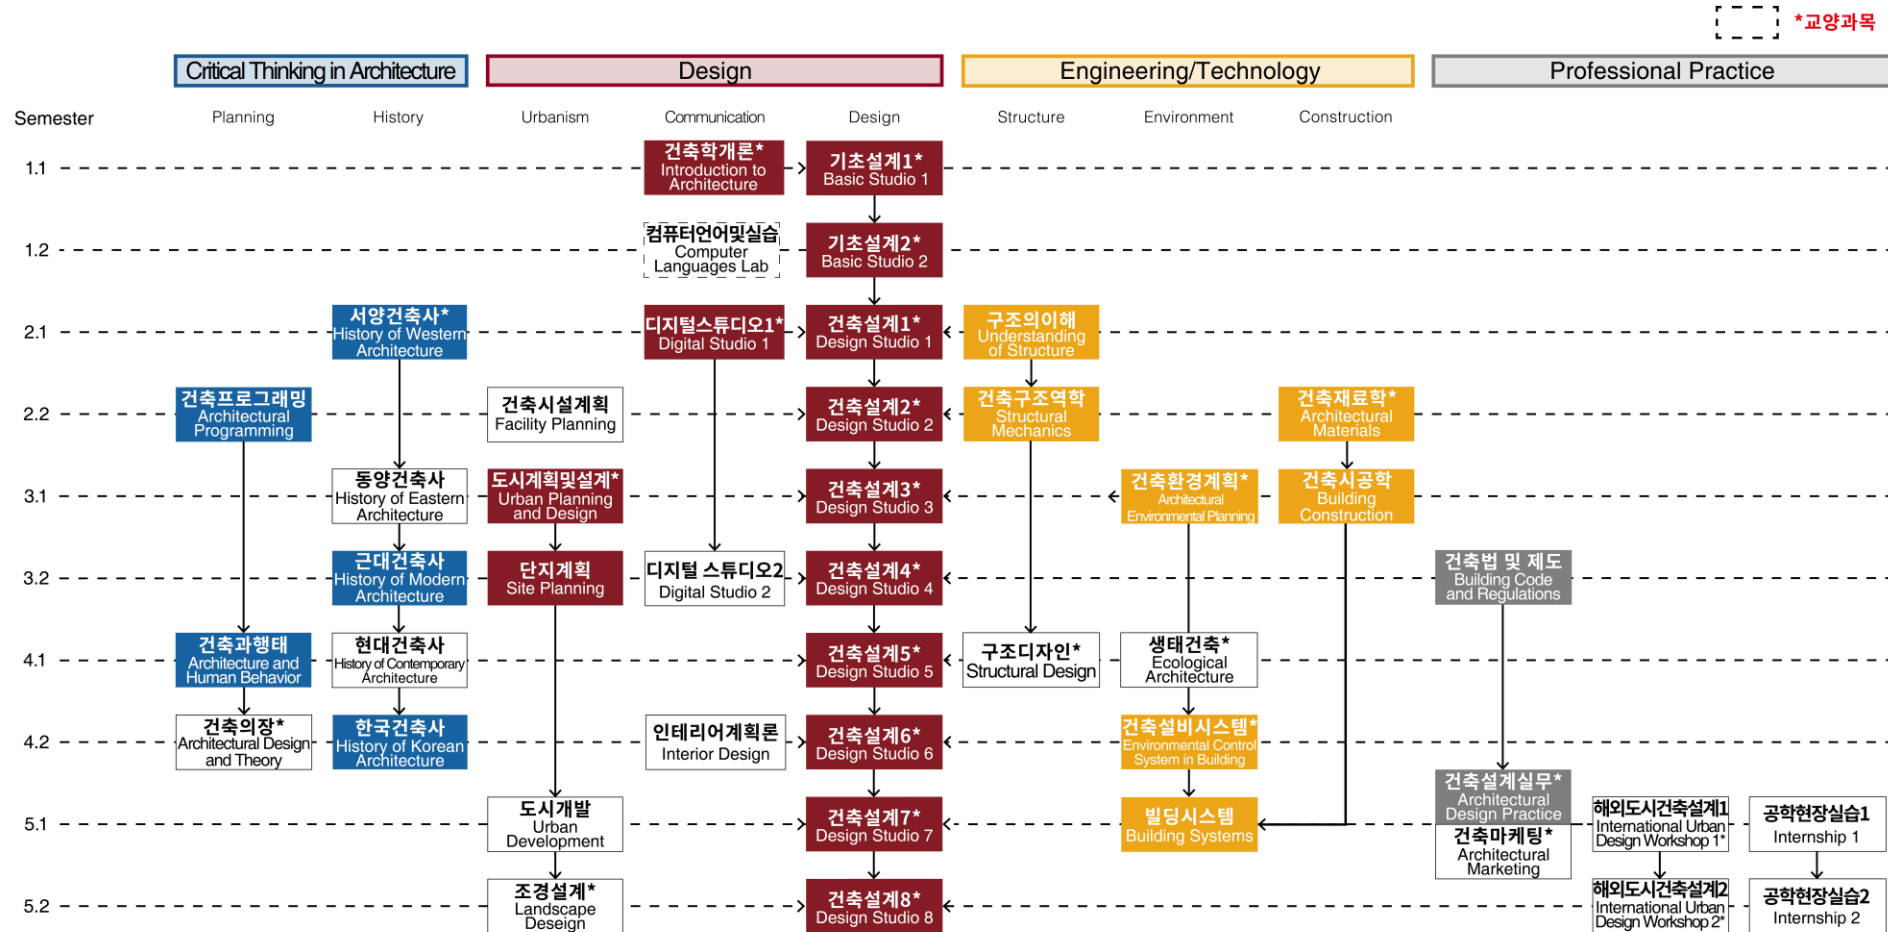 *교양과목
Critical Thinking in Architecture
Design
Engineering/Technology
Professional Practice
Semester
Planning
History
Urbanism
Communication
Design
Structure
Environment
Construction
1.1
건축학개론*
Introduction to
Architecture
기초설계1*
Basic Studio 1
1.2
컴퓨터언어및실습
Computer
Languages Lab
기초설계2*
Basic Studio 2
2.1
서양건축사*
History of Western
Architecture
디지털스튜디오1*
Digital Studio 1
건축설계1*
Design Studio 1
구조의이해
Understanding
of Structure
2.2
건축프로그래밍
Architectural
Programming
건축시설계획
Facility Planning
건축설계2*
Design Studio 2
건축구조역학
Structural
Mechanics
건축재료학*
Architectural
Materials
3.1
동양건축사
History of Eastern
Architecture
도시계획및설계*
Urban Planning
and Design
건축설계3*
Design Studio 3
건축환경계획*
Architectural
Environmental Planning
건축시공학
Building
Construction
3.2
근대건축사
History of Modern
Architecture
단지계획
Site Planning
디지털 스튜디오2
Digital Studio 2
건축설계4*
Design Studio 4
건축법 및 제도
Building Code
and Regulations
4.1
건축과행태
Architecture and
Human Behavior
현대건축사
History of Contemporary
Architecture
건축설계5*
Design Studio 5
구조디자인*
Structural Design
생태건축*
Ecological
Architecture
4.2
건축의장*
Architectural Design
and Theory
한국건축사
History of Korean
Architecture
인테리어계획론
Interior Design
건축설계6*
Design Studio 6
건축설비시스템*
Environmental Control
System in Building
5.1
도시개발
Urban
Development
건축설계7*
Design Studio 7
빌딩시스템
Building Systems
건축설계실무*
Architectural
Design Practice
건축마케팅*
Architectural
Marketing
해외도시건축설계1
International Urban
Design Workshop 1*
공학현장실습1
Internship 1
5.2
조경설계*
Landscape
Deseign
건축설계8*
Design Studio 8
해외도시건축설계2
International Urban
Design Workshop 2*
공학현장실습2
Internship 2